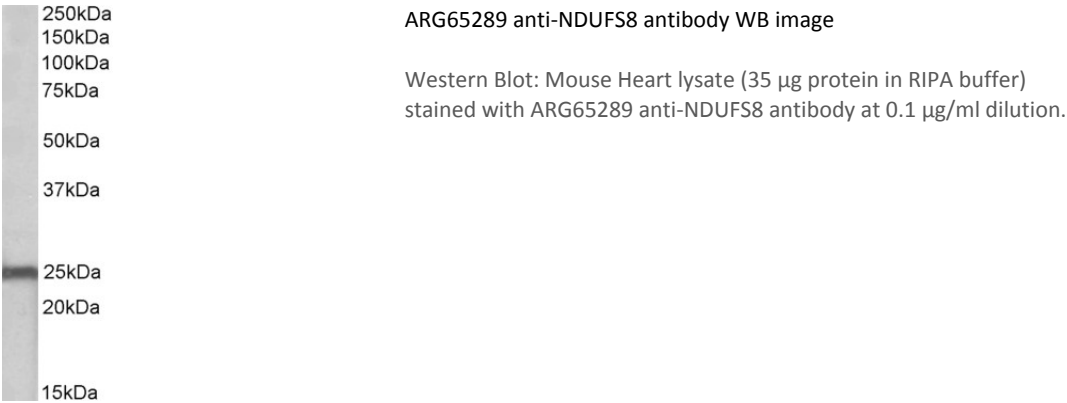 250kDa
150kDa
100kDa
75kDa
50kDa
37kDa
25kDa
20kDa
15kDa
ARG65289 anti-NDUFS8 antibody WB image
Western Blot: Mouse Heart lysate (35 µg protein in RIPA buffer)
stained with ARG65289 anti-NDUFS8 antibody at 0.1 µg/ml dilution.